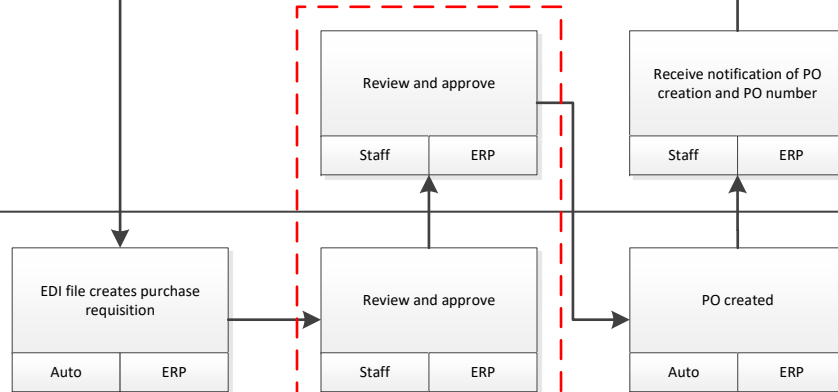 Review and approve
Staff ERP
Receive notification of PO
creation and PO number
Staff ERP
EDI file creates purchase
requisition
Auto ERP
Review and approve
Staff ERP
PO created
Auto ERP